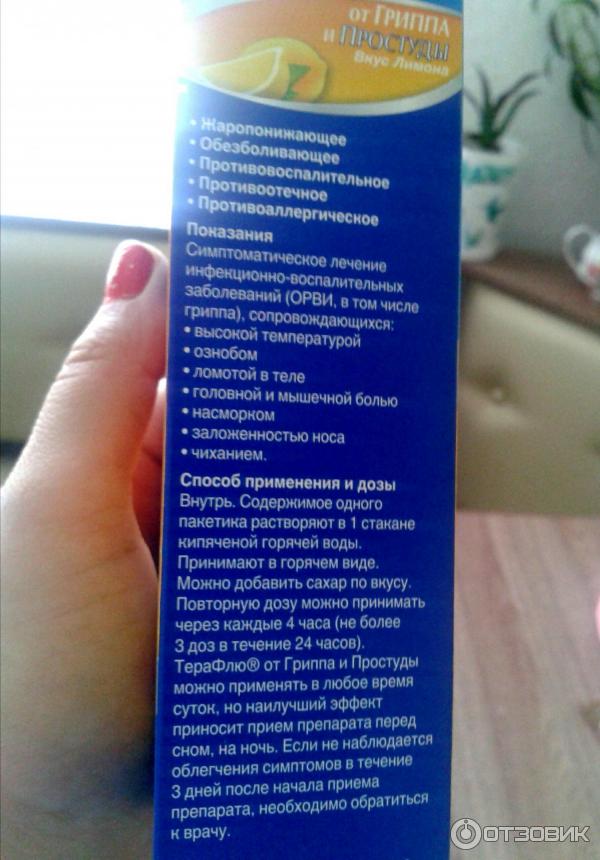 от Гриппа
и Простуды
Вкус Лимона
• Жаропонижающее
• Обезболивающее
• Противовоспалительное
• Противоотечное
• Противоаллергическое
Показания
Симптоматическое лечение
инфекционно-воспалительных
заболеваний (ОРВИ, в том числе
гриппа), сопровождающихся:
• высокой температурой
• ознобом
• ломотой в теле
• головной и мышечной болью
• насморком
• заложенностью носа
• чиханием.
Способ применения и дозы
Внутрь. Содержимое одного
пакетика растворяют в 1 стакане
кипяченой горячей воды.
Принимают в горячем виде.
Можно добавить сахар по вкусу.
Повторную дозу можно принимать
через каждые 4 часа (не более
3 доз в течение 24 часов).
ТераФлю® от Гриппа и Простуды
можно применять в любое время
суток, но наилучший эффект
приносит прием препарата перед
сном, на ночь. Если не наблюдается
облегчения симптомов в течение
3 дней после начала приема
препарата, необходимо обратиться
к врачу.
ОТЗОВИК